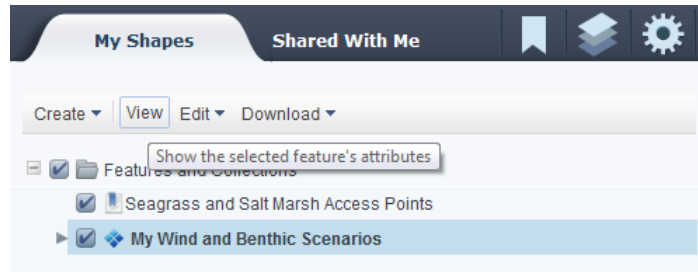 My Shapes Shared With Me
Create View Edit Download
Show the selected feature's attributes
Features and Collections
Seagrass and Salt Marsh Access Points
My Wind and Benthic Scenarios